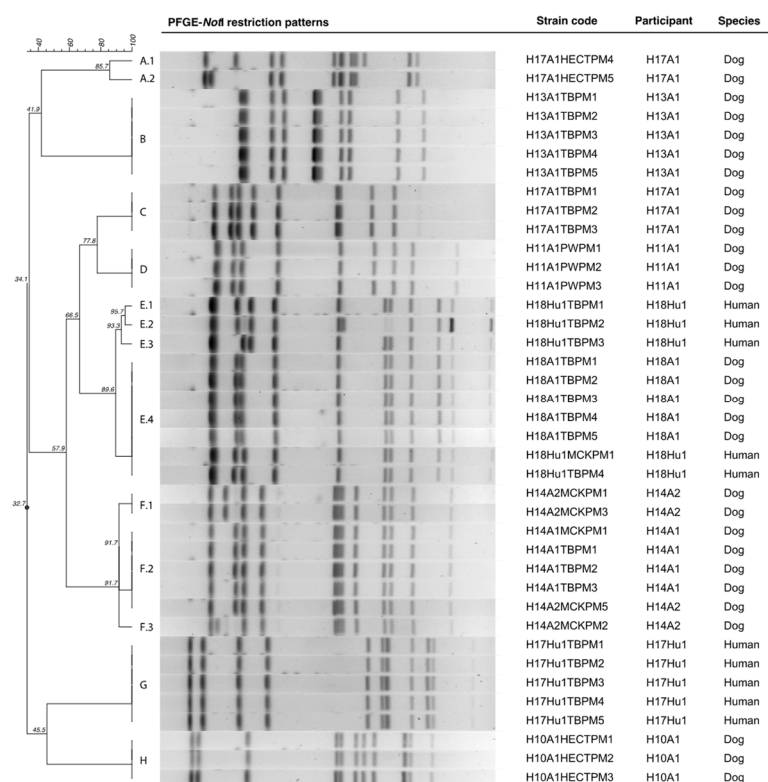 PFGE-NotI restriction patterns Strain code Participant Species
40 60 80 100
85.7 A.1 H17A1HECTPM4 H17A1 Dog
A.2 H17A1HECTPM5 H17A1 Dog
H13A1TBPM1 H13A1 Dog
41.9 H13A1TBPM2 H13A1 Dog
B H13A1TBPM3 H13A1 Dog
H13A1TBPM4 H13A1 Dog
H13A1TBPM5 H13A1 Dog
H17A1TBPM1 H17A1 Dog
C H17A1TBPM2 H17A1 Dog
H17A1TBPM3 H17A1 Dog
77.8 H11A1PWPM1 H11A1 Dog
D H11A1PWPM2 H11A1 Dog
34.1 H11A1PWPM3 H11A1 Dog
95.7 E.1 H18Hu1TBPM1 H18Hu1 Human
66.5 93.3 E.2 H18Hu1TBPM2 H18Hu1 Human
E.3 H18Hu1TBPM3 H18Hu1 Human
H18A1TBPM1 H18A1 Dog
H18A1TBPM2 H18A1 Dog
89.6 H18A1TBPM3 H18A1 Dog
E.4 H18A1TBPM4 H18A1 Dog
H18A1TBPM5 H18A1 Dog
57.9 H18Hu1MCKPM1 H18Hu1 Human
H18Hu1TBPM4 H18Hu1 Human
H14A2MCKPM1 H14A2 Dog
32.7 F.1 H14A2MCKPM3 H14A2 Dog
H14A1MCKPM1 H14A1 Dog
91.7 H14A1TBPM1 H14A1 Dog
F.2 H14A1TBPM2 H14A1 Dog
91.7 H14A1TBPM3 H14A1 Dog
H14A2MCKPM5 H14A2 Dog
F.3 H14A2MCKPM2 H14A2 Dog
H17Hu1TBPM1 H17Hu1 Human
H17Hu1TBPM2 H17Hu1 Human
G H17Hu1TBPM3 H17Hu1 Human
H17Hu1TBPM4 H17Hu1 Human
H17Hu1TBPM5 H17Hu1 Human
45.5 H10A1HECTPM1 H10A1 Dog
H H10A1HECTPM2 H10A1 Dog
H10A1HECTPM3 H10A1 Dog